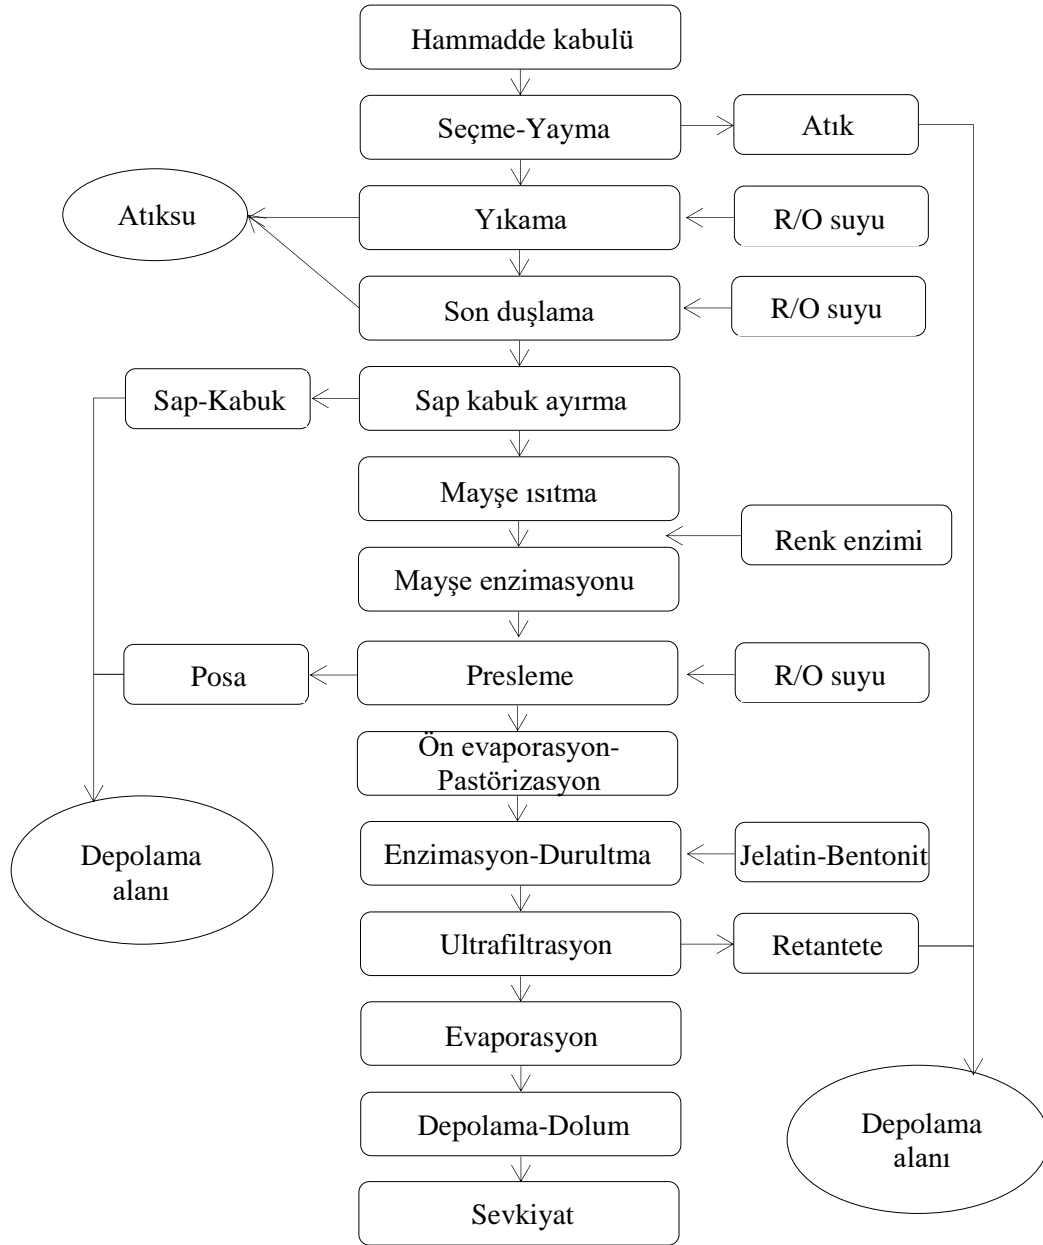 Hammadde kabulü
Seçme-Yayma
Atık
Atıksu
Yıkama
R/O suyu
Son duşlama
R/O suyu
Sap-Kabuk
Sap kabuk ayırma
Mayşe ısıtma
Renk enzimi
Mayşe enzimasyonu
Posa
Presleme
R/O suyu
Ön evaporasyon-
Pastörizasyon
Depolama
alanı
Enzimasyon-Durultma
Jelatin-Bentonit
Ultrafiltrasyon
Retantete
Evaporasyon
Depolama-Dolum
Depolama
alanı
Sevkiyat